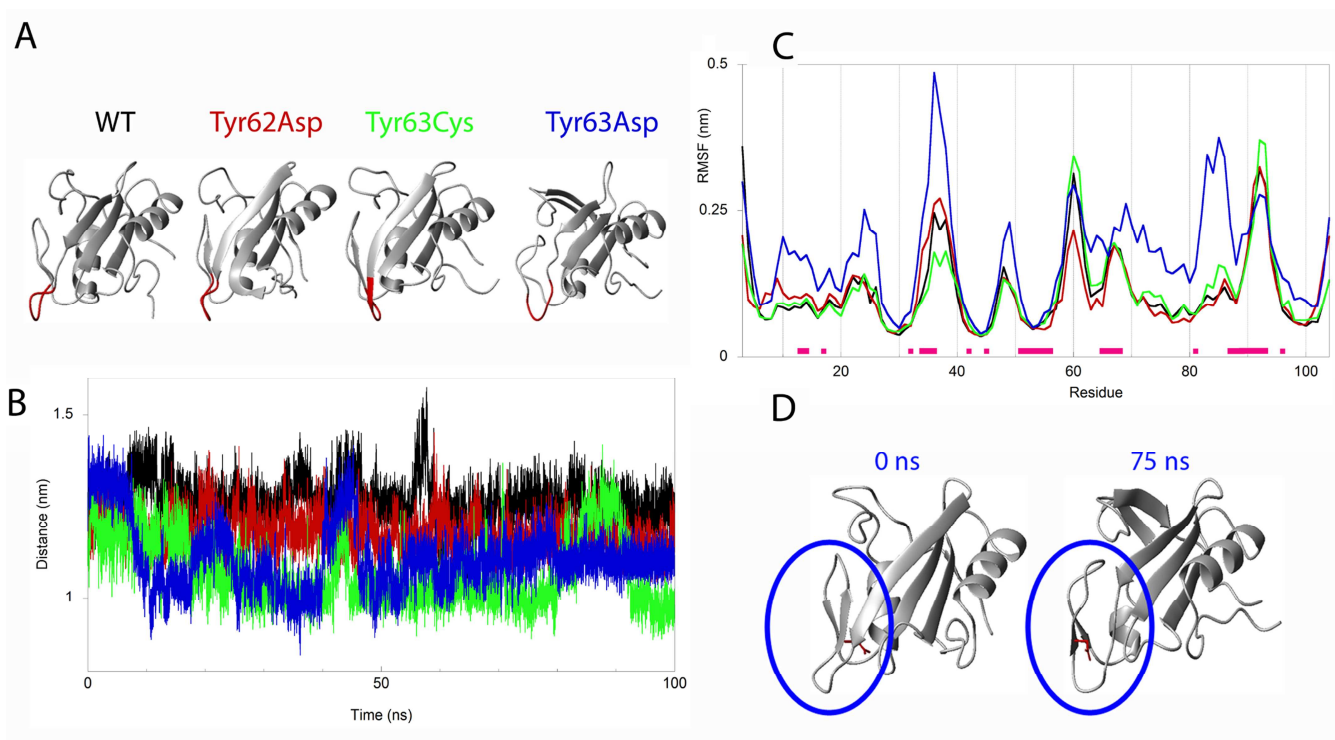 A
WT Tyr62Asp Tyr63Cys Tyr63Asp
B
1.5
1
Distance (nm)
0 50 100
Time (ns)
C
0.5
0.25
0
RMSF (nm)
20 40 60 80 100
Residue
D
0 ns 75 ns